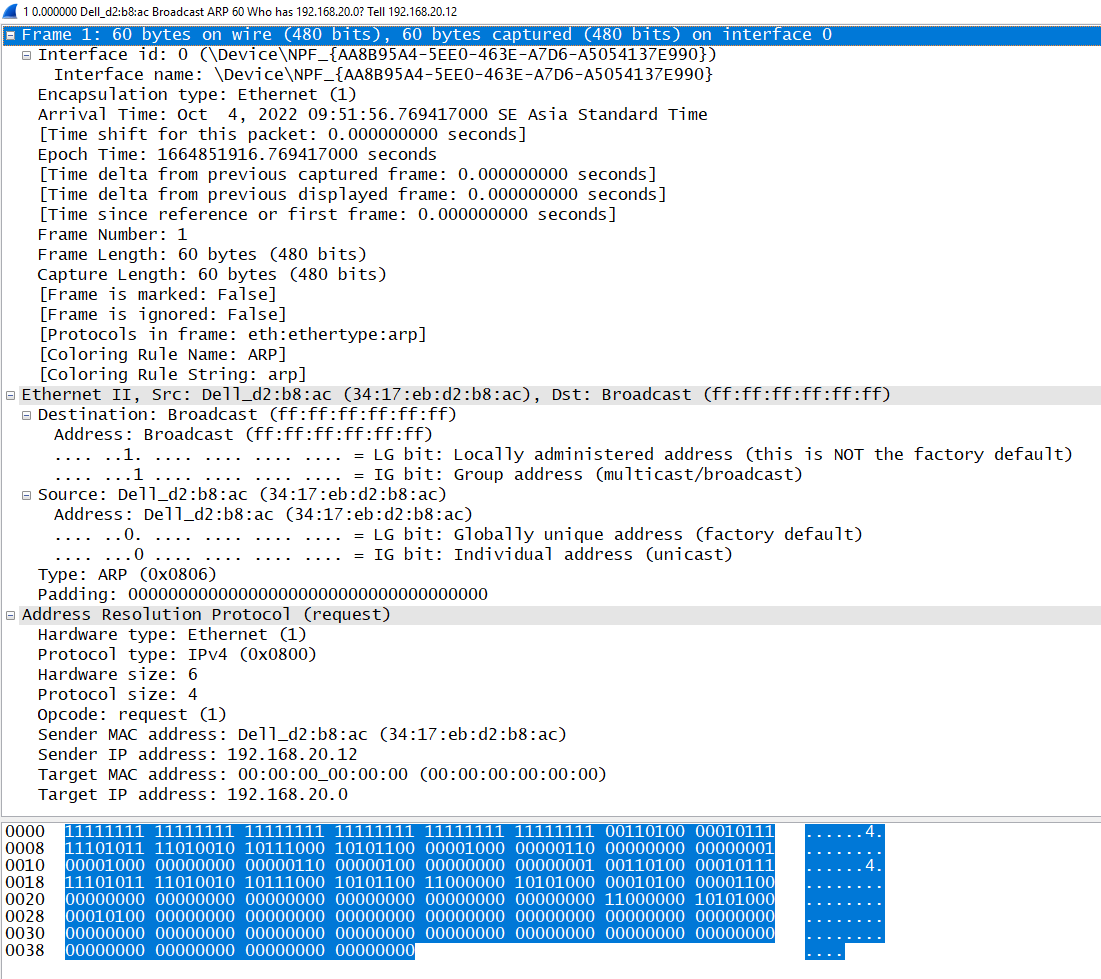 1 0.000000 Dell_d2:b8:ac Broadcast ARP 60 Who has 192.168.20.0? Tell 192.168.20.12
Frame 1: 60 bytes on wire (480 bits), 60 bytes captured (480 bits) on interface 0
Interface id: 0 (\Device\NPF_{AA8B95A4-5EE0-463E-A7D6-A5054137E990})
Interface name: \Device\NPF_{AA8B95A4-5EE0-463E-A7D6-A5054137E990}
Encapsulation type: Ethernet (1)
Arrival Time: Oct  4, 2022 09:51:56.769417000 SE Asia Standard Time
[Time shift for this packet: 0.000000000 seconds]
Epoch Time: 1664851916.769417000 seconds
[Time delta from previous captured frame: 0.000000000 seconds]
[Time delta from previous displayed frame: 0.000000000 seconds]
[Time since reference or first frame: 0.000000000 seconds]
Frame Number: 1
Frame Length: 60 bytes (480 bits)
Capture Length: 60 bytes (480 bits)
[Frame is marked: False]
[Frame is ignored: False]
[Protocols in frame: eth:ethertype:arp]
[Coloring Rule Name: ARP]
[Coloring Rule String: arp]
Ethernet II, Src: Dell_d2:b8:ac (34:17:eb:d2:b8:ac), Dst: Broadcast (ff:ff:ff:ff:ff:ff)
Destination: Broadcast (ff:ff:ff:ff:ff:ff)
Address: Broadcast (ff:ff:ff:ff:ff:ff)
.... ..1. .... .... .... .... = LG bit: Locally administered address (this is NOT the factory default)
.... ...1 .... .... .... .... = IG bit: Group address (multicast/broadcast)
Source: Dell_d2:b8:ac (34:17:eb:d2:b8:ac)
Address: Dell_d2:b8:ac (34:17:eb:d2:b8:ac)
.... ..0. .... .... .... .... = LG bit: Globally unique address (factory default)
.... ...0 .... .... .... .... = IG bit: Individual address (unicast)
Type: ARP (0x0806)
Padding: 000000000000000000000000000000000000
Address Resolution Protocol (request)
Hardware type: Ethernet (1)
Protocol type: IPv4 (0x0800)
Hardware size: 6
Protocol size: 4
Opcode: request (1)
Sender MAC address: Dell_d2:b8:ac (34:17:eb:d2:b8:ac)
Sender IP address: 192.168.20.12
Target MAC address: 00:00:00_00:00:00 (00:00:00:00:00:00)
Target IP address: 192.168.20.0
0000 11111111 11111111 11111111 11111111 11111111 11111111 00110100 00010111 ......4.
0008 11101011 11010010 10111000 10101100 00001000 00000110 00000000 00000001 ........
0010 00001000 00000000 00000110 00000100 00000000 00000001 00110100 00010111 ......4.
0018 11101011 11010010 10111000 10101100 11000000 10101000 00010100 00001100 ........
0020 00000000 00000000 00000000 00000000 00000000 00000000 11000000 10101000 ........
0028 00010100 00000000 00000000 00000000 00000000 00000000 00000000 00000000 ........
0030 00000000 00000000 00000000 00000000 00000000 00000000 00000000 00000000 ........
0038 00000000 00000000 00000000 00000000 ....